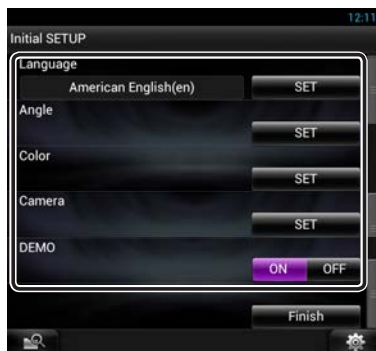 12:11
Initial SETUP
Language
American English(en) SET
Angle
SET
Color
SET
Camera
SET
DEMO
ON OFF
Finish